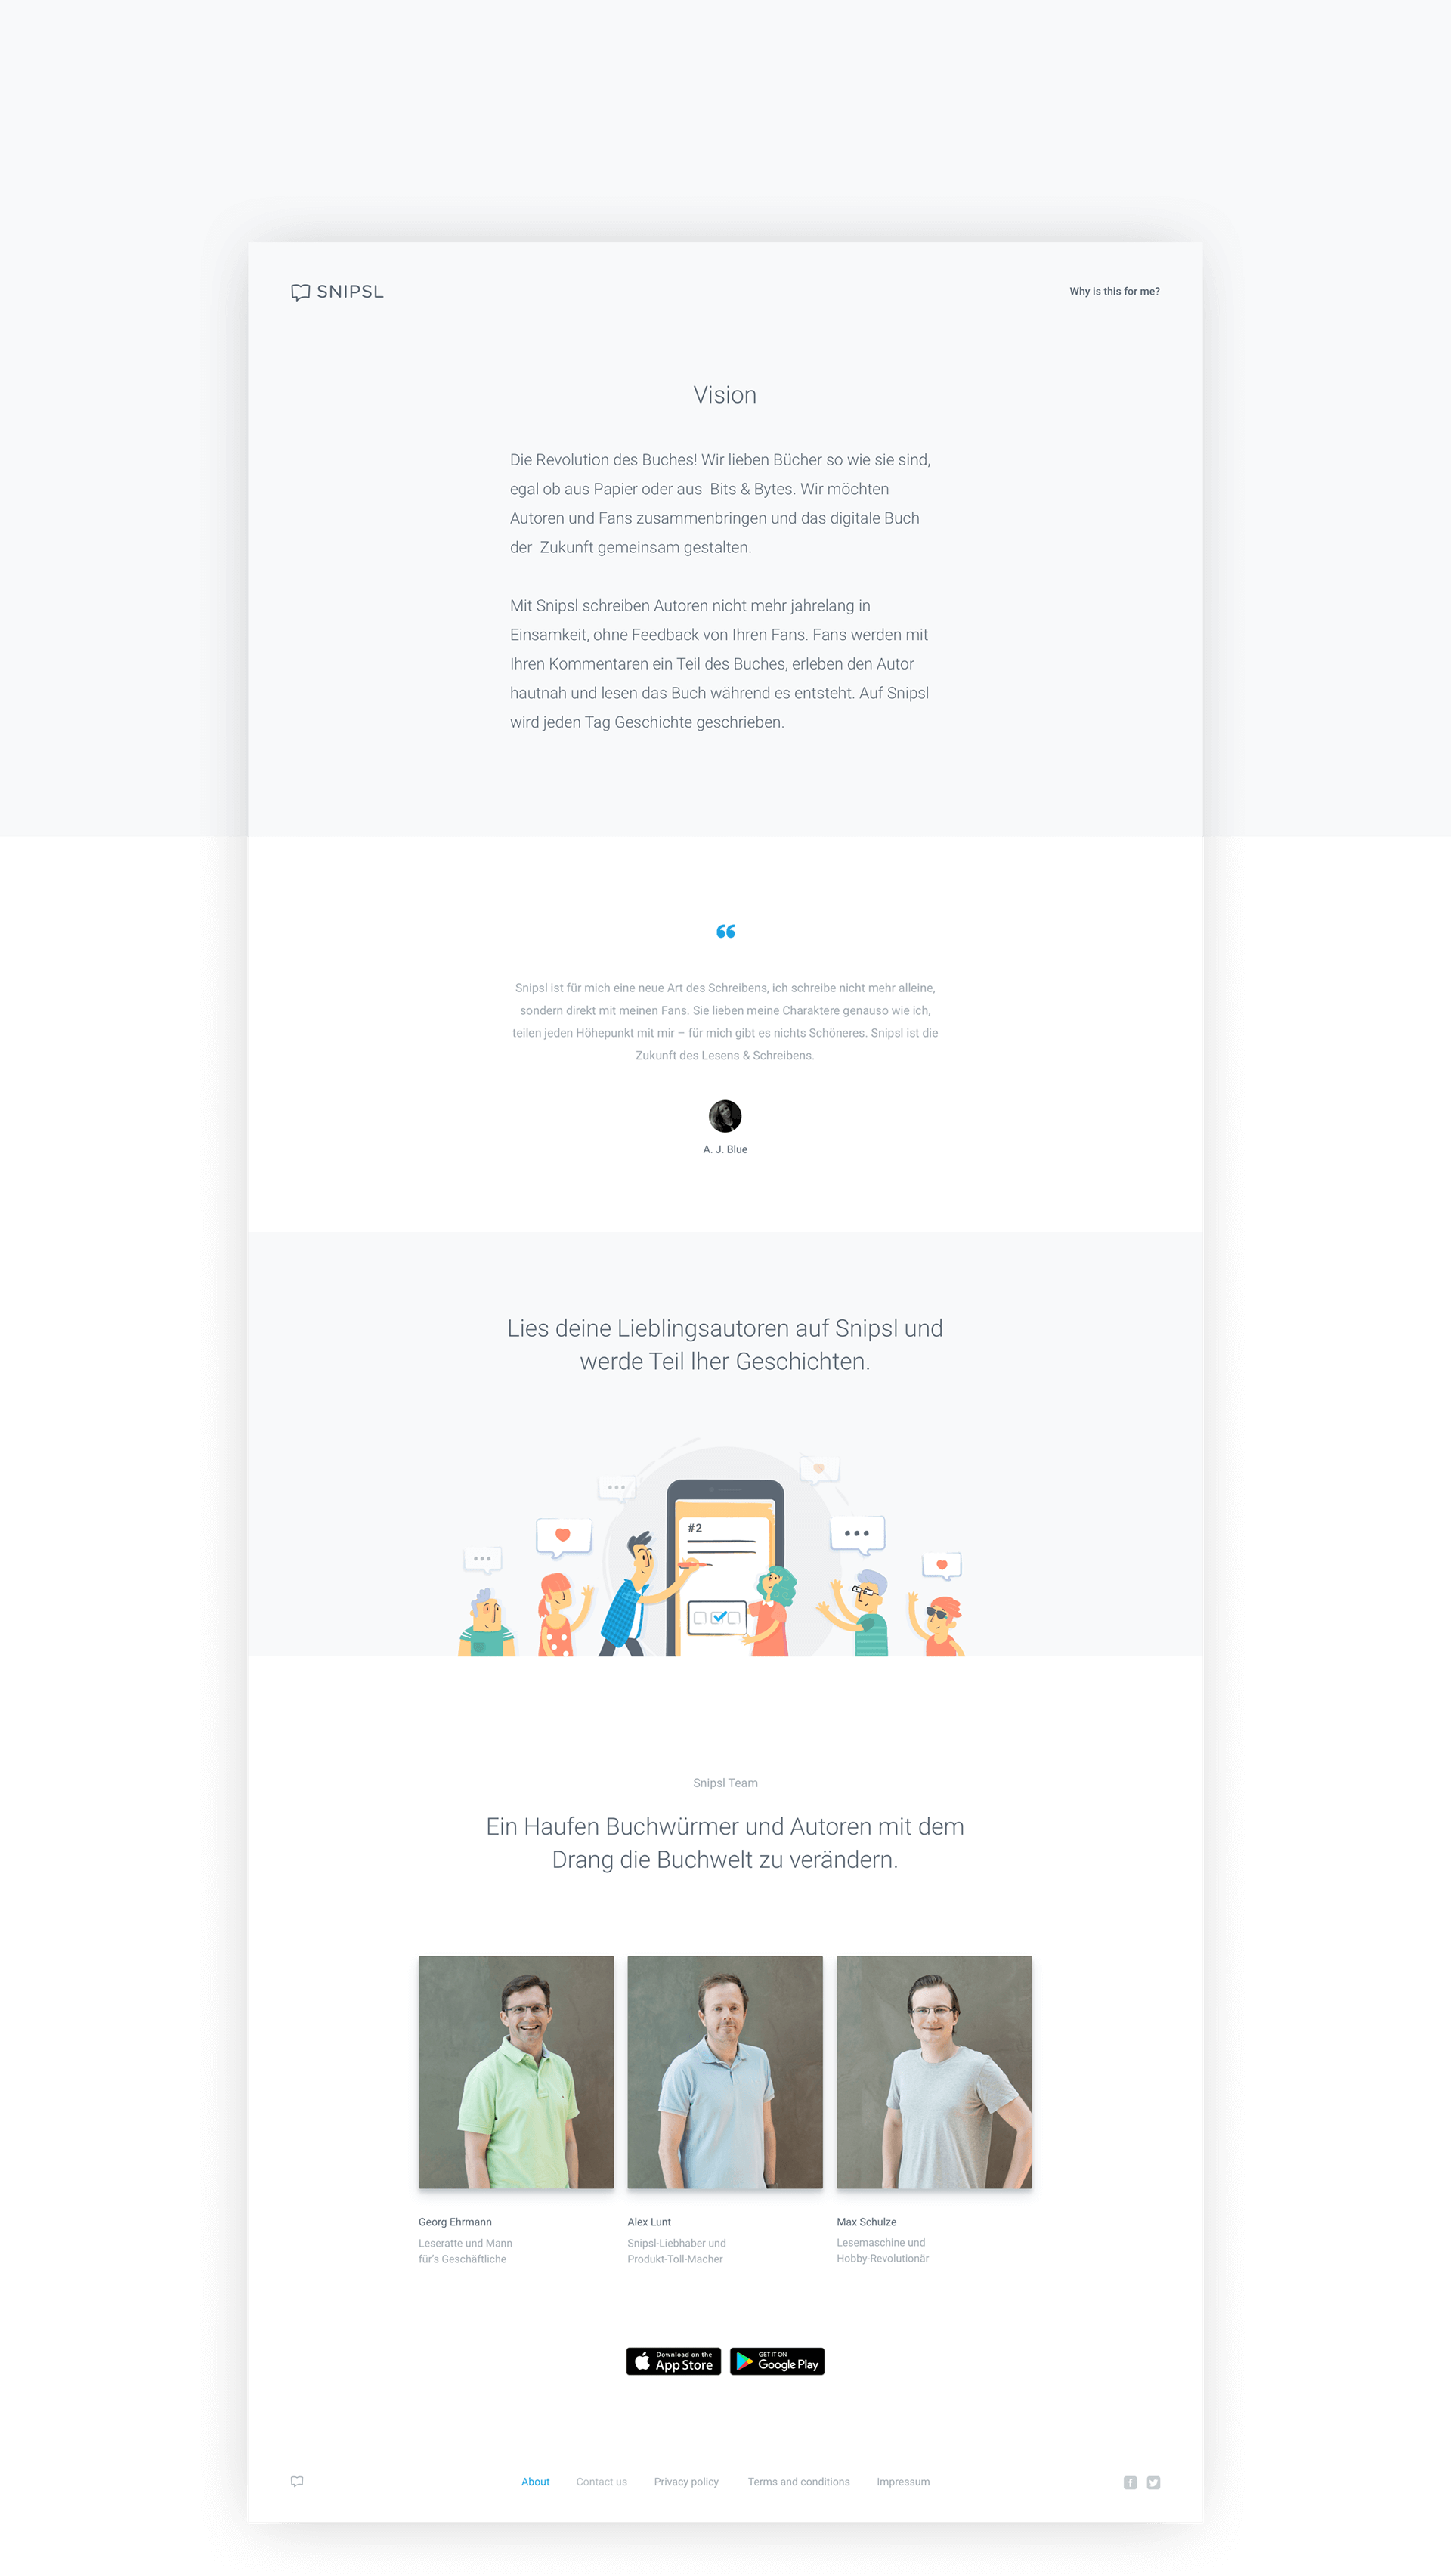 SNIPSL
Why is this for me?
Vision
Die Revolution des Buches! Wir lieben Bücher so wie sie sind,
egal ob aus Papier oder aus  Bits & Bytes. Wir möchten
Autoren und Fans zusammenbringen und das digitale Buch
der  Zukunft gemeinsam gestalten.
Mit Snipsl schreiben Autoren nicht mehr jahrelang in
Einsamkeit, ohne Feedback von Ihren Fans. Fans werden mit
Ihren Kommentaren ein Teil des Buches, erleben den Autor
hautnah und lesen das Buch während es entsteht. Auf Snipsl
wird jeden Tag Geschichte geschrieben.
“
Snipsl ist für mich eine neue Art des Schreibens, ich schreibe nicht mehr alleine,
sondern direkt mit meinen Fans. Sie lieben meine Charaktere genauso wie ich,
teilen jeden Höhepunkt mit mir – für mich gibt es nichts Schöneres. Snipsl ist die
Zukunft des Lesens & Schreibens.
A. J. Blue
Lies deine Lieblingsautoren auf Snipsl und
werde Teil Iher Geschichten.
#2
Snipsl Team
Ein Haufen Buchwürmer und Autoren mit dem
Drang die Buchwelt zu verändern.
Georg Ehrmann
Leseratte und Mann
für's Geschäftliche
Alex Lunt
Snipsl-Liebhaber und
Produkt-Toll-Macher
Max Schulze
Lesemaschine und
Hobby-Revolutionär
Download on the
App Store
GET IT ON
Google Play
About
Contact us
Privacy policy
Terms and conditions
Impressum